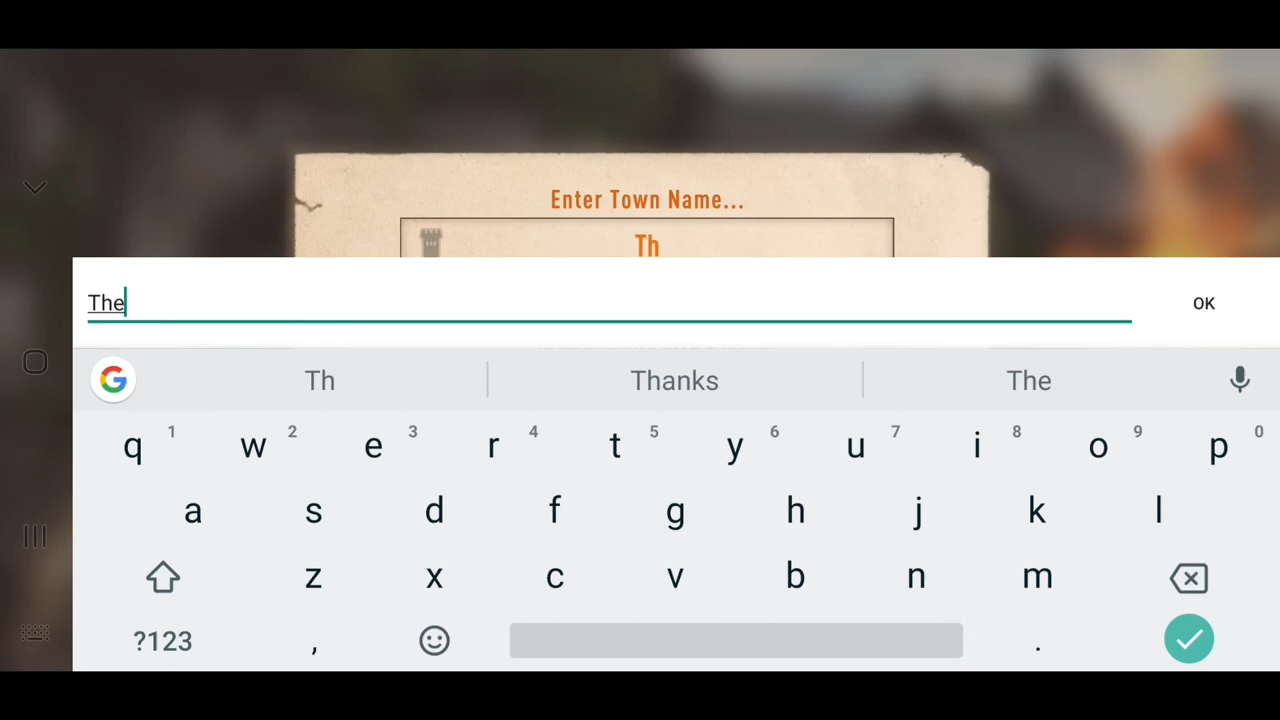 Enter Town Name...
Th
The
OK
Th Thanks The
q 1 w 2 e 3 r 4 t 5 y 6 u 7 i 8 o 9 p 0
a s d f g h j k l
z x c v b n m
?123 , .